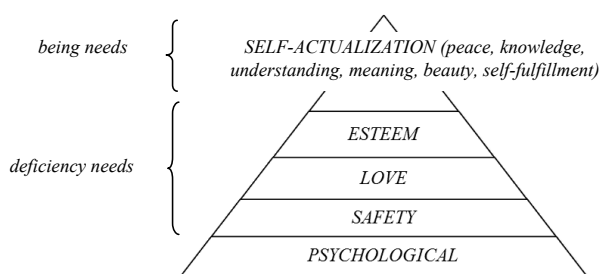 being needs
SELF-ACTUALIZATION (peace, knowledge,
understanding, meaning, beauty, self-fulfillment)
deficiency needs
ESTEEM
LOVE
SAFETY
PSYCHOLOGICAL